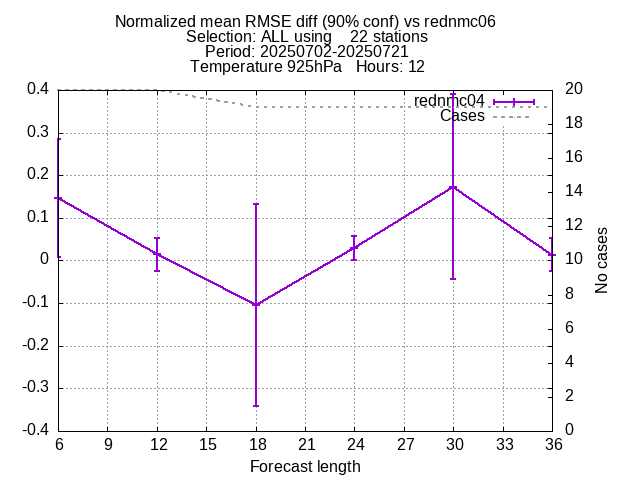 Normalized mean RMSE diff (90% conf) vs rednmc06
Selection: ALL using    22 stations
Period: 20250702-20250721
Temperature 925hPa   Hours: 12
rednmc04
Cases
0.4
0.3
0.2
0.1
0
-0.1
-0.2
-0.3
-0.4
20
18
16
14
12
10
8
6
4
2
0
No cases
6 9 12 15 18 21 24 27 30 33 36
Forecast length